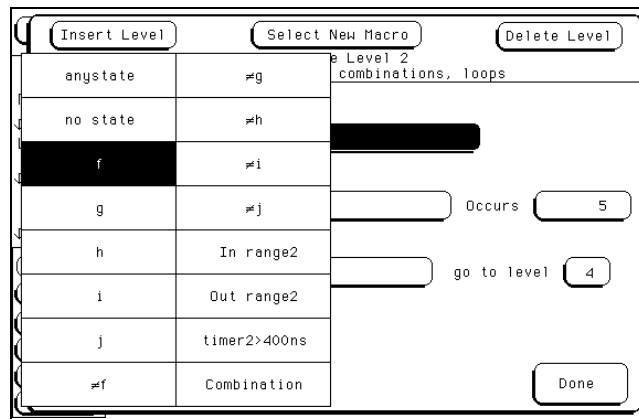 Insert Level Select New Macro Delete Level
e Level 2
combinations, loops
anystate ≠g
no state ≠h
f ≠i
g ≠j
Occurs 5
h In range2
go to level 4
i Out range2
j timer2>400ns
≠f Combination
Done